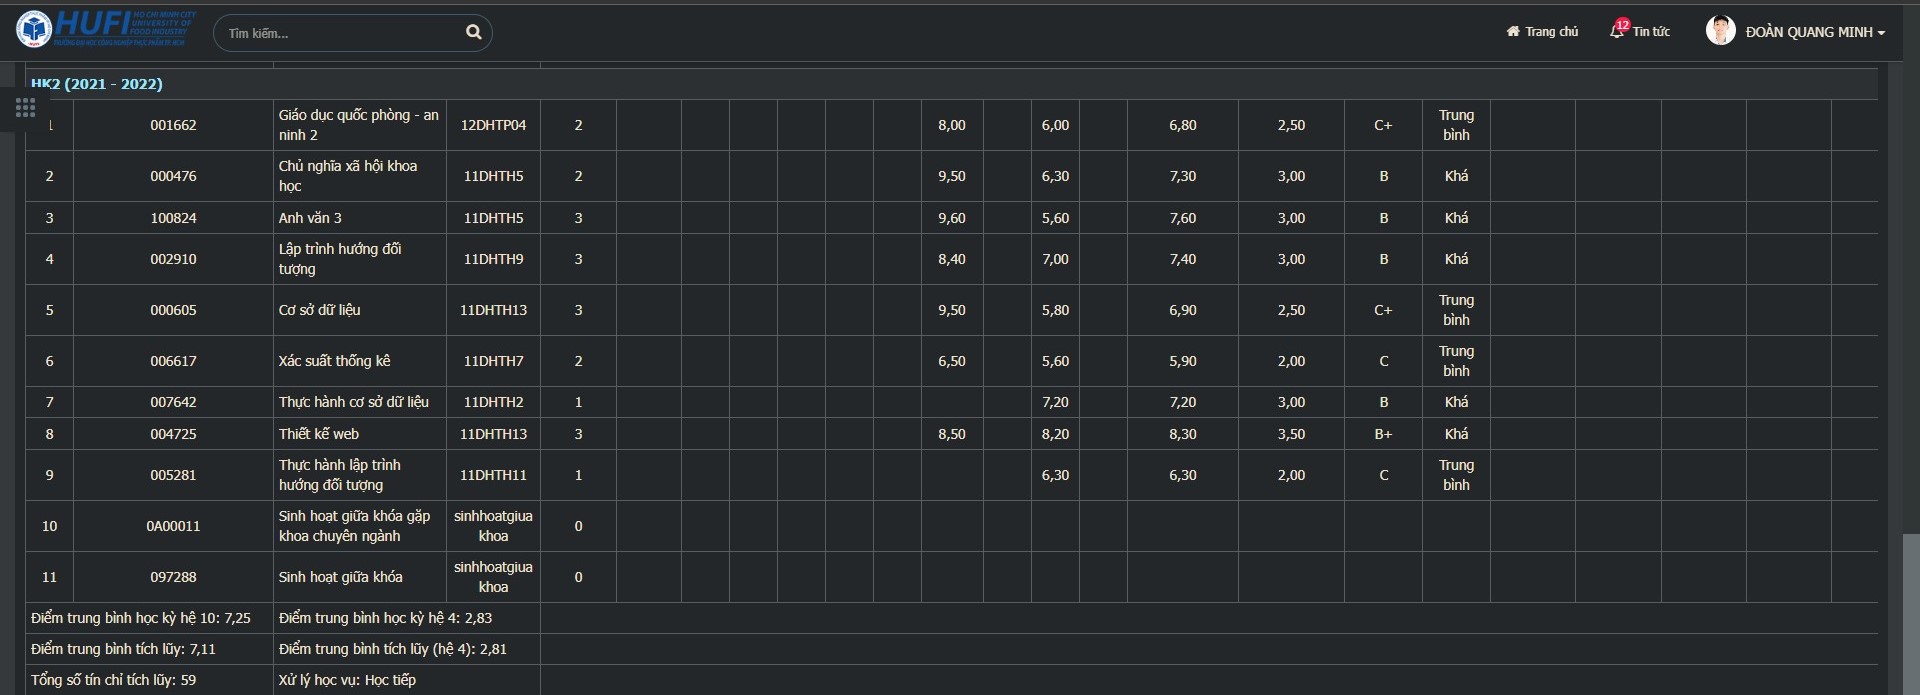 HUFI HO CHI MINH CITY
UNIVERSITY OF
FOOD INDUSTRY
TRƯỜNG ĐẠI HỌC CÔNG NGHIỆP THỰC PHẨM TP. HCM
Tìm kiếm...
Trang chủ
12
Tin tức
ĐOÀN QUANG MINH
HK2 (2021 - 2022)
1 001662 Giáo dục quốc phòng - an ninh 2 12DHTP04 2 8,00 6,00 6,80 2,50 C+ Trung bình
2 000476 Chủ nghĩa xã hội khoa học 11DHTH5 2 9,50 6,30 7,30 3,00 B Khá
3 100824 Anh văn 3 11DHTH5 3 9,60 5,60 7,60 3,00 B Khá
4 002910 Lập trình hướng đối tượng 11DHTH9 3 8,40 7,00 7,40 3,00 B Khá
5 000605 Cơ sở dữ liệu 11DHTH13 3 9,50 5,80 6,90 2,50 C+ Trung bình
6 006617 Xác suất thống kê 11DHTH7 2 6,50 5,60 5,90 2,00 C Trung bình
7 007642 Thực hành cơ sở dữ liệu 11DHTH2 1 7,20 7,20 3,00 B Khá
8 004725 Thiết kế web 11DHTH13 3 8,50 8,20 8,30 3,50 B+ Khá
9 005281 Thực hành lập trình hướng đối tượng 11DHTH11 1 6,30 6,30 2,00 C Trung bình
10 0A00011 Sinh hoạt giữa khóa gặp khoa chuyên ngành sinhhoatgiua khoa 0
11 097288 Sinh hoạt giữa khóa sinhhoatgiua khoa 0
Điểm trung bình học kỳ hệ 10: 7,25 Điểm trung bình học kỳ hệ 4: 2,83
Điểm trung bình tích lũy: 7,11 Điểm trung bình tích lũy (hệ 4): 2,81
Tổng số tín chỉ tích lũy: 59 Xử lý học vụ: Học tiếp